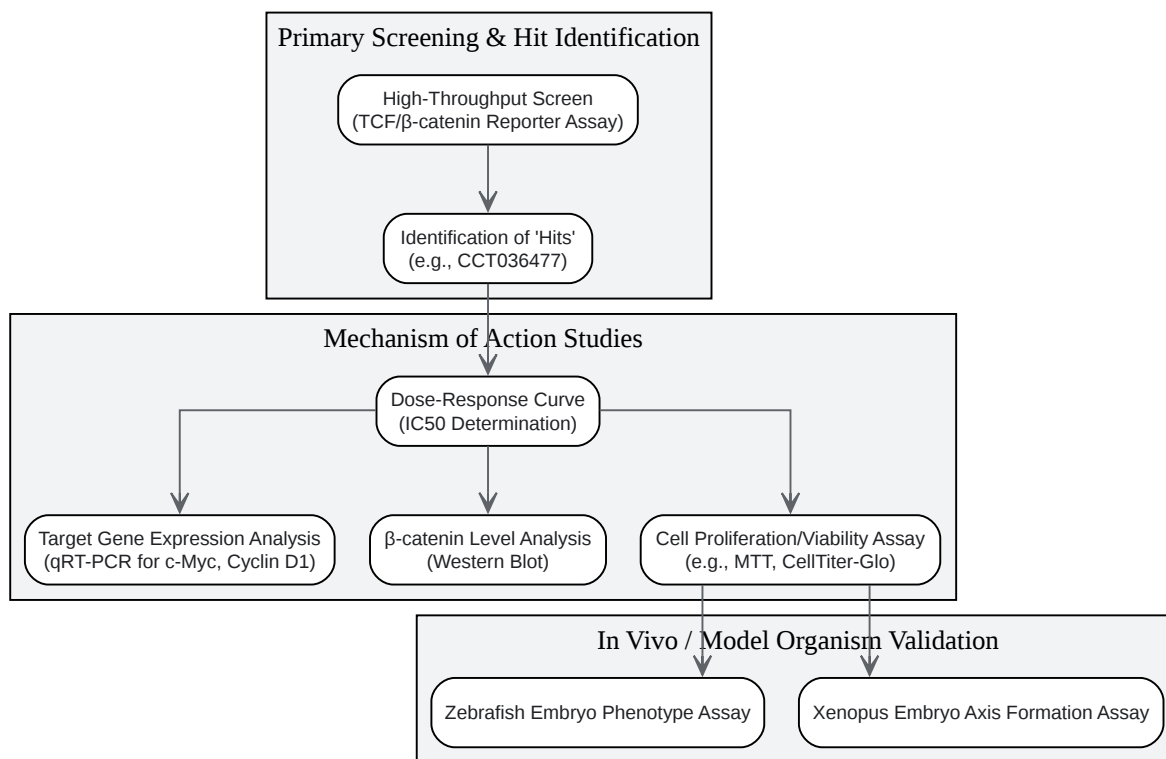 Primary Screening & Hit Identification
High-Throughput Screen
(TCF/β-catenin Reporter Assay)
Identification of 'Hits'
(e.g., CCT036477)
Mechanism of Action Studies
Dose-Response Curve
(IC50 Determination)
Target Gene Expression Analysis
(qRT-PCR for c-Myc, Cyclin D1)
β-catenin Level Analysis
(Western Blot)
Cell Proliferation/Viability Assay
(e.g., MTT, CellTiter-Glo)
In Vivo / Model Organism Validation
Zebrafish Embryo Phenotype Assay
Xenopus Embryo Axis Formation Assay